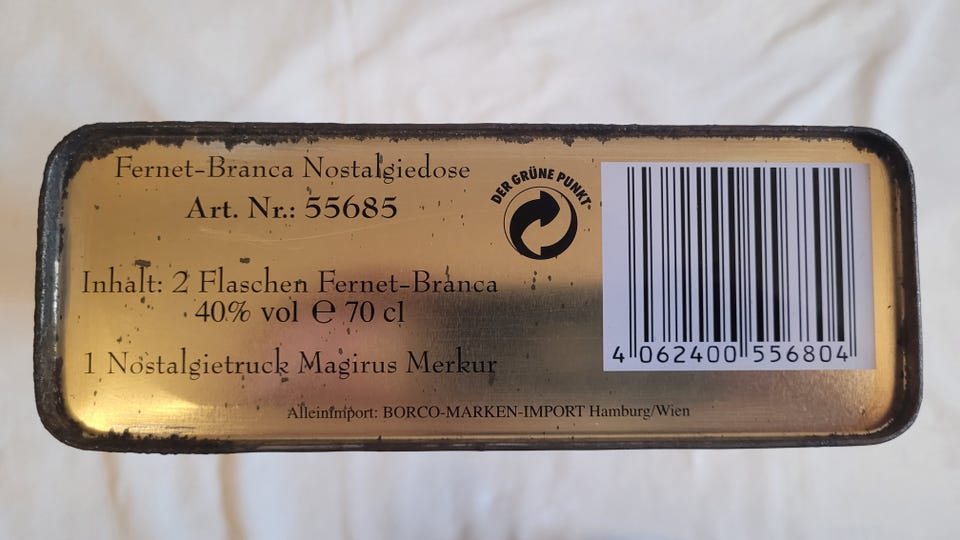 Fernet-Branca Nostalgiedose
Art. Nr.: 55685
DER GRÜNE PUNKT
Inhalt: 2 Flaschen Fernet-Branca
40% vol ℮ 70 cl
1 Nostalgietruck Magirus Merkur
Alleinimport: BORCO-MARKEN-IMPORT Hamburg/Wien
4 062400 556804